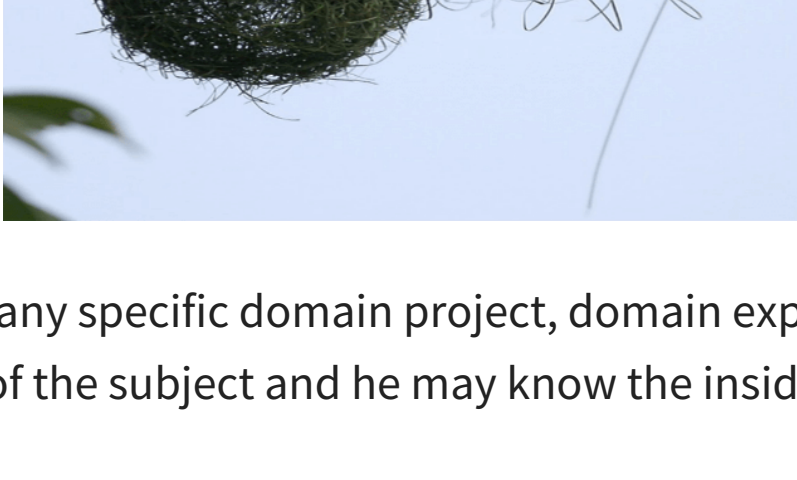 any specific domain project, domain exp
of the subject and he may know the insid